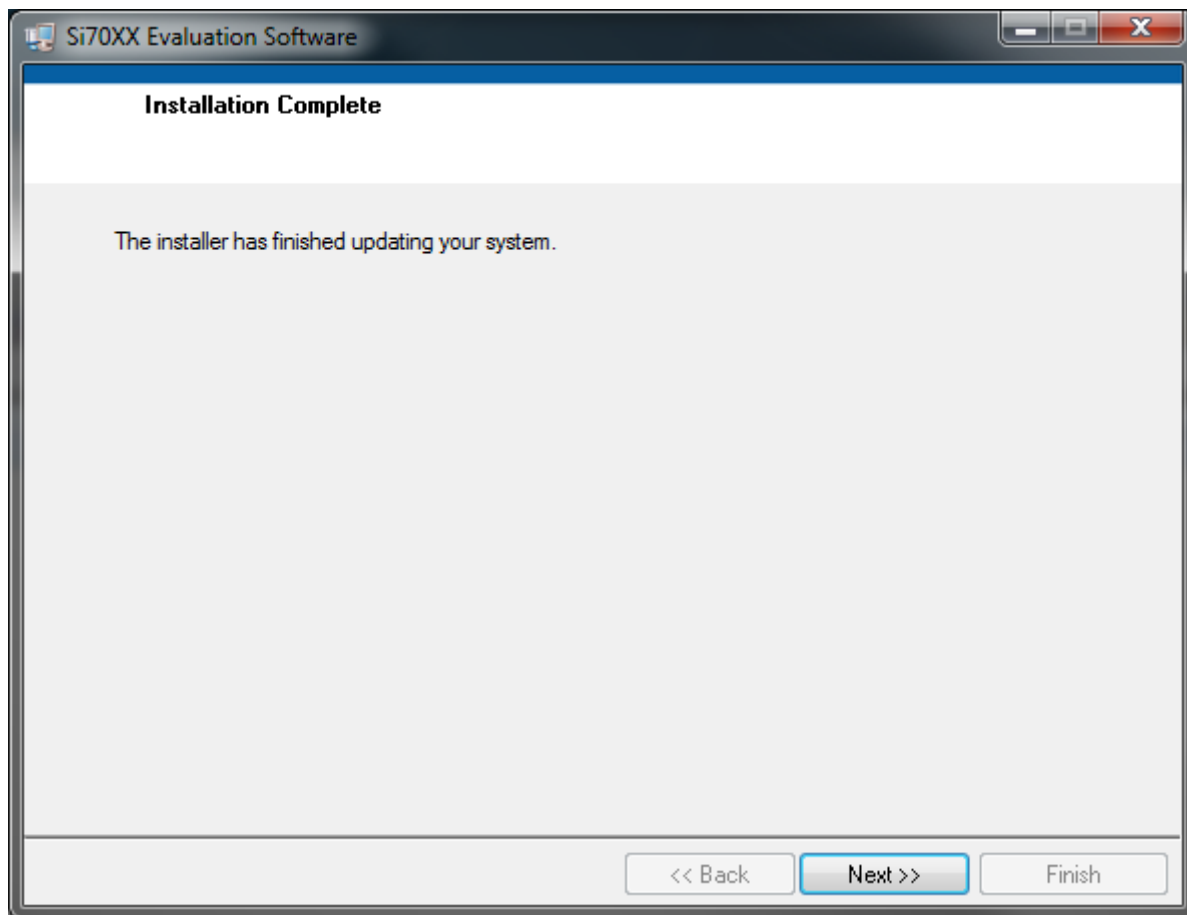 Si70XX Evaluation Software
Installation Complete
The installer has finished updating your system.
<< Back
Next >>
Finish